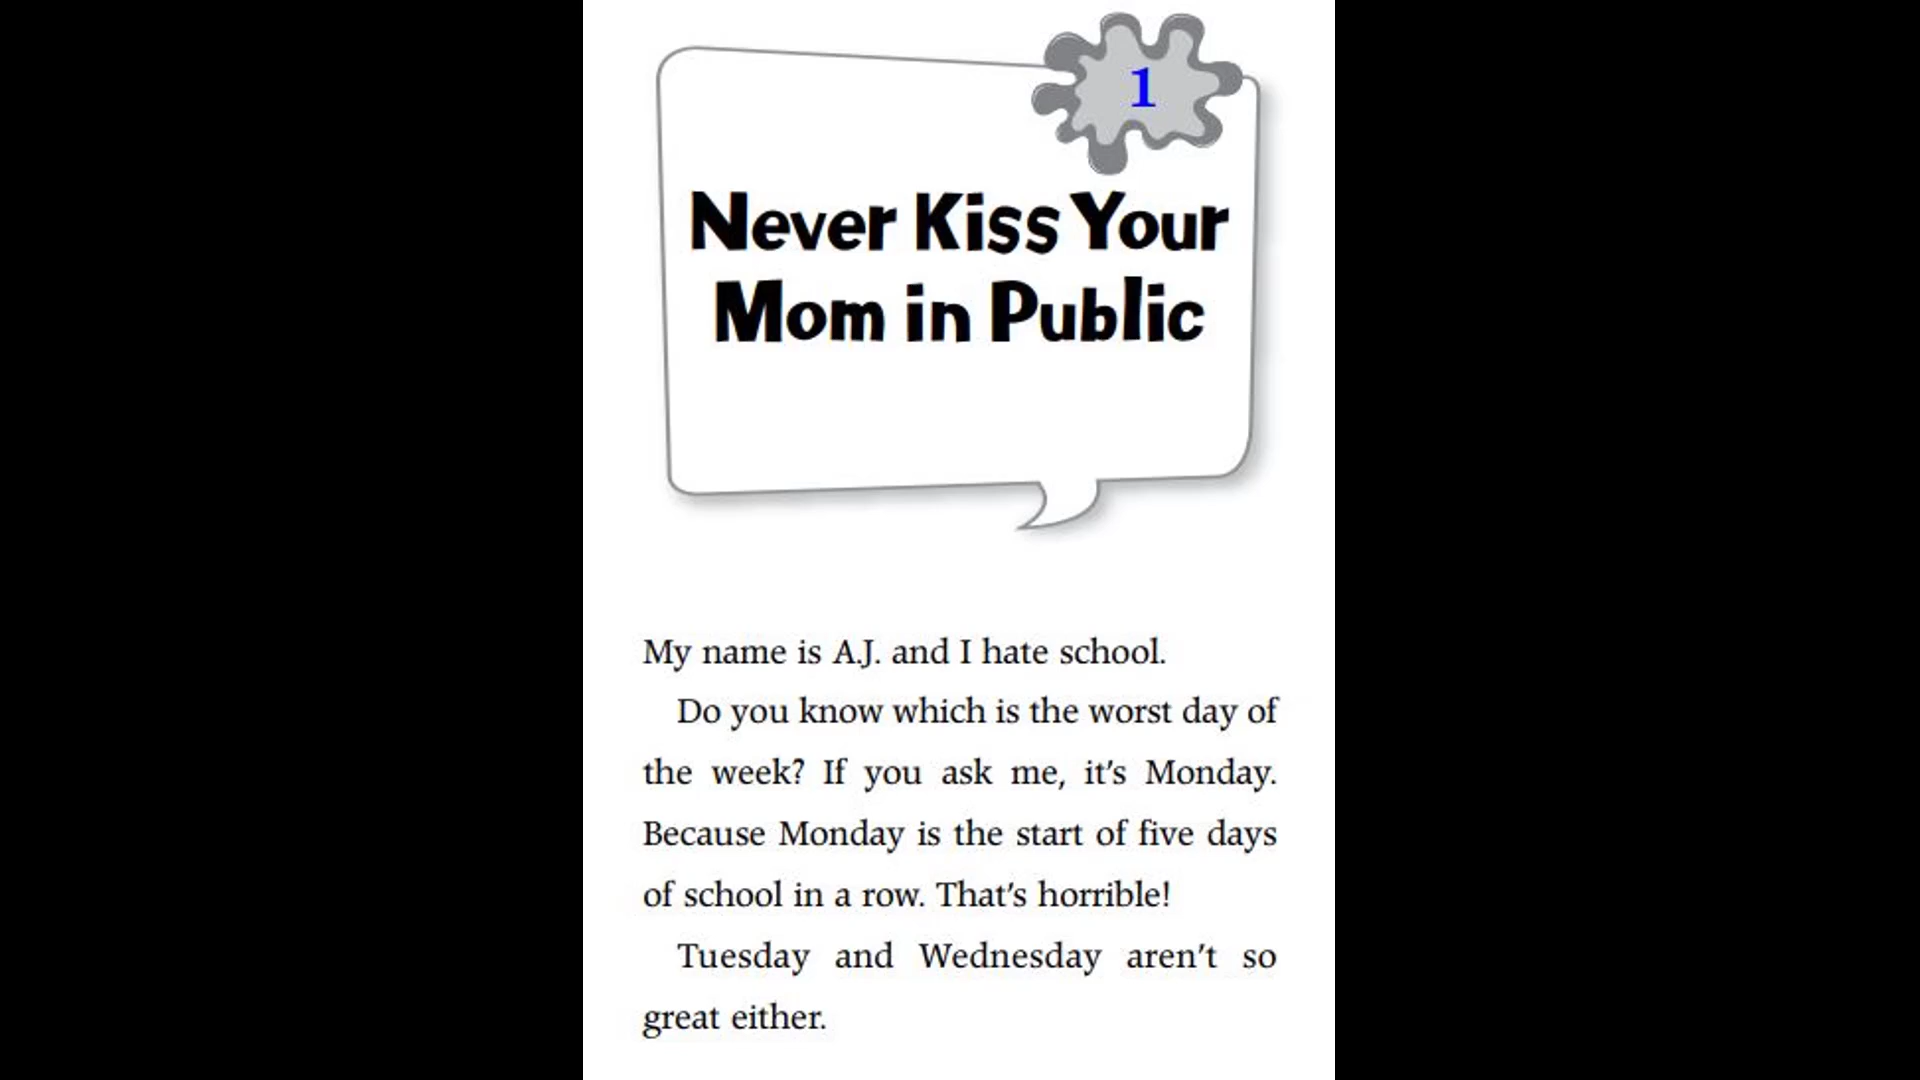 1
Never Kiss Your
Mom in Public
My name is A.J. and I hate school.
Do you know which is the worst day of
the week? If you ask me, it’s Monday.
Because Monday is the start of five days
of school in a row. That’s horrible!
Tuesday and Wednesday aren’t so
great either.